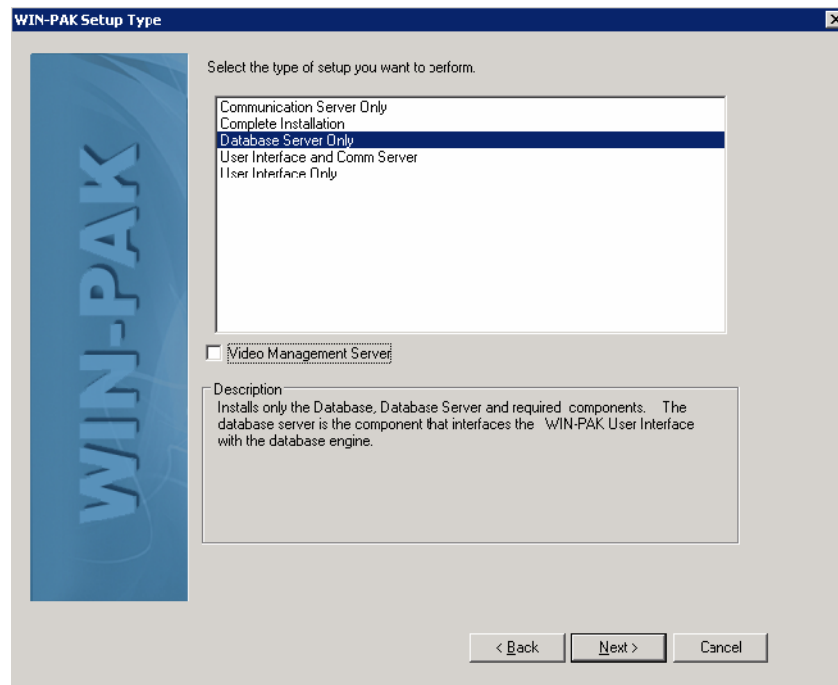 WIN-PAK Setup Type
WIN-PAK
Select the type of setup you want to perform.
Communication Server Only
Complete Installation
Database Server Only
User Interface and Comm Server
User Interface Only
Video Management Server
Description
Installs only the Database, Database Server and required components. The
database server is the component that interfaces the WIN-PAK User Interface
with the database engine.
< Back
Next >
Cancel